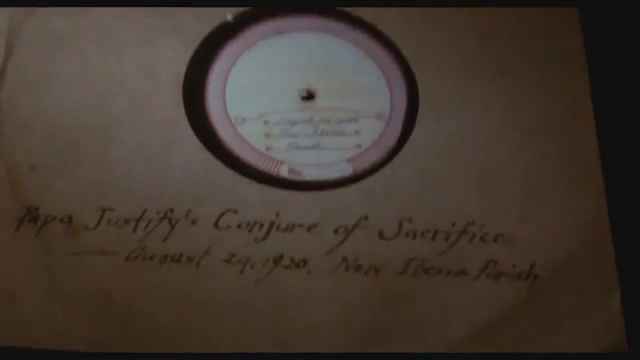 Papa Justify's Conjure of Sacrifice
— August 29, 1920, New Iberia Parish